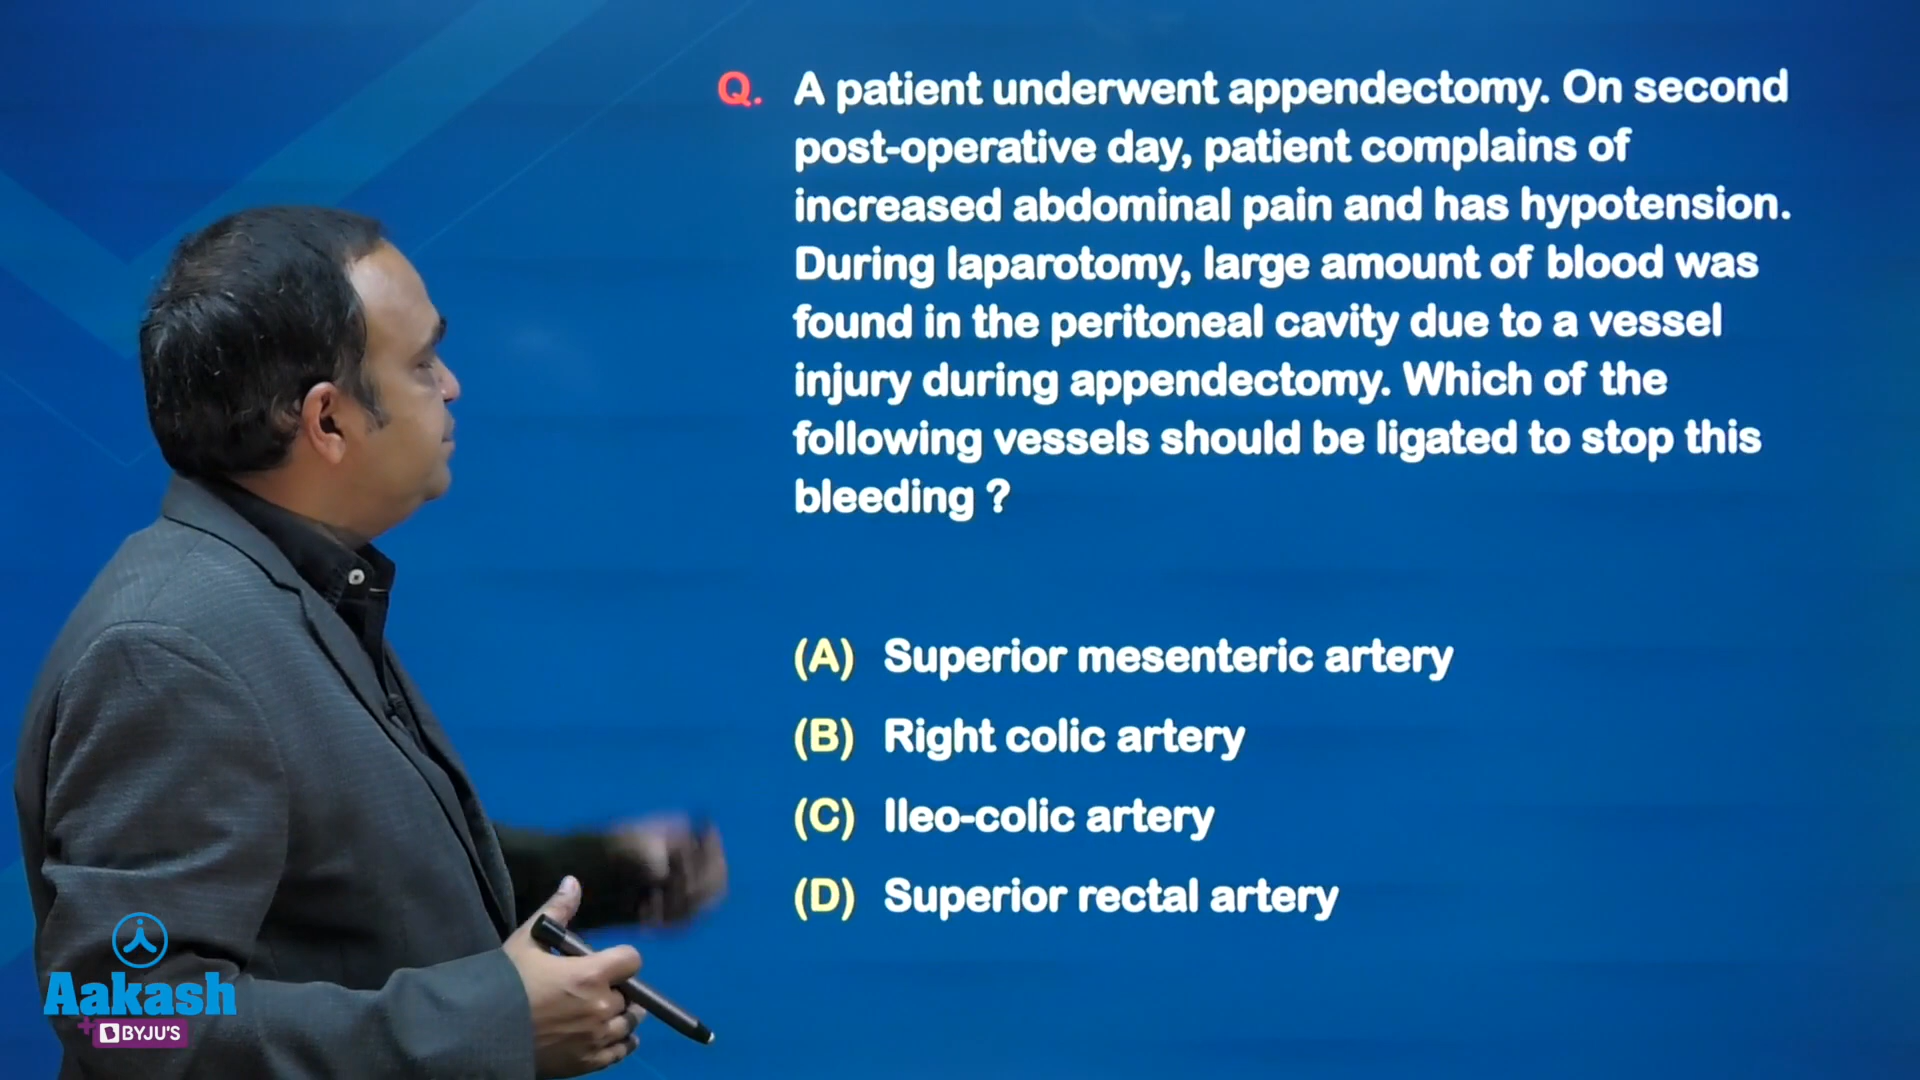 Q. A patient underwent appendectomy. On second
post-operative day, patient complains of
increased abdominal pain and has hypotension.
During laparotomy, large amount of blood was
found in the peritoneal cavity due to a vessel
injury during appendectomy. Which of the
following vessels should be ligated to stop this
bleeding ?
(A) Superior mesenteric artery
(B) Right colic artery
(C) Ileo-colic artery
(D) Superior rectal artery
Aakash
+ BYJU'S